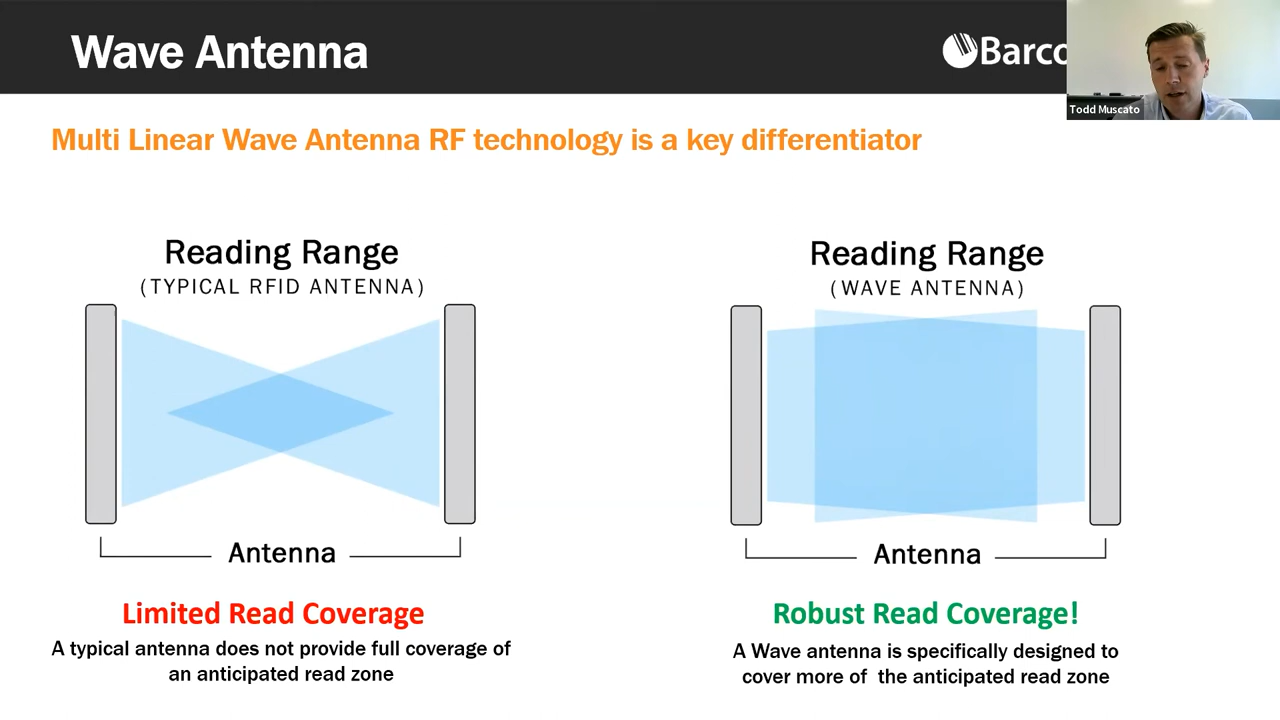 Wave Antenna
Todd Muscato
Multi Linear Wave Antenna RF technology is a key differentiator
Reading Range
(TYPICAL RFID ANTENNA)
Antenna
Limited Read Coverage
A typical antenna does not provide full coverage of
an anticipated read zone
Reading Range
(WAVE ANTENNA)
Antenna
Robust Read Coverage!
A Wave antenna is specifically designed to
cover more of the anticipated read zone